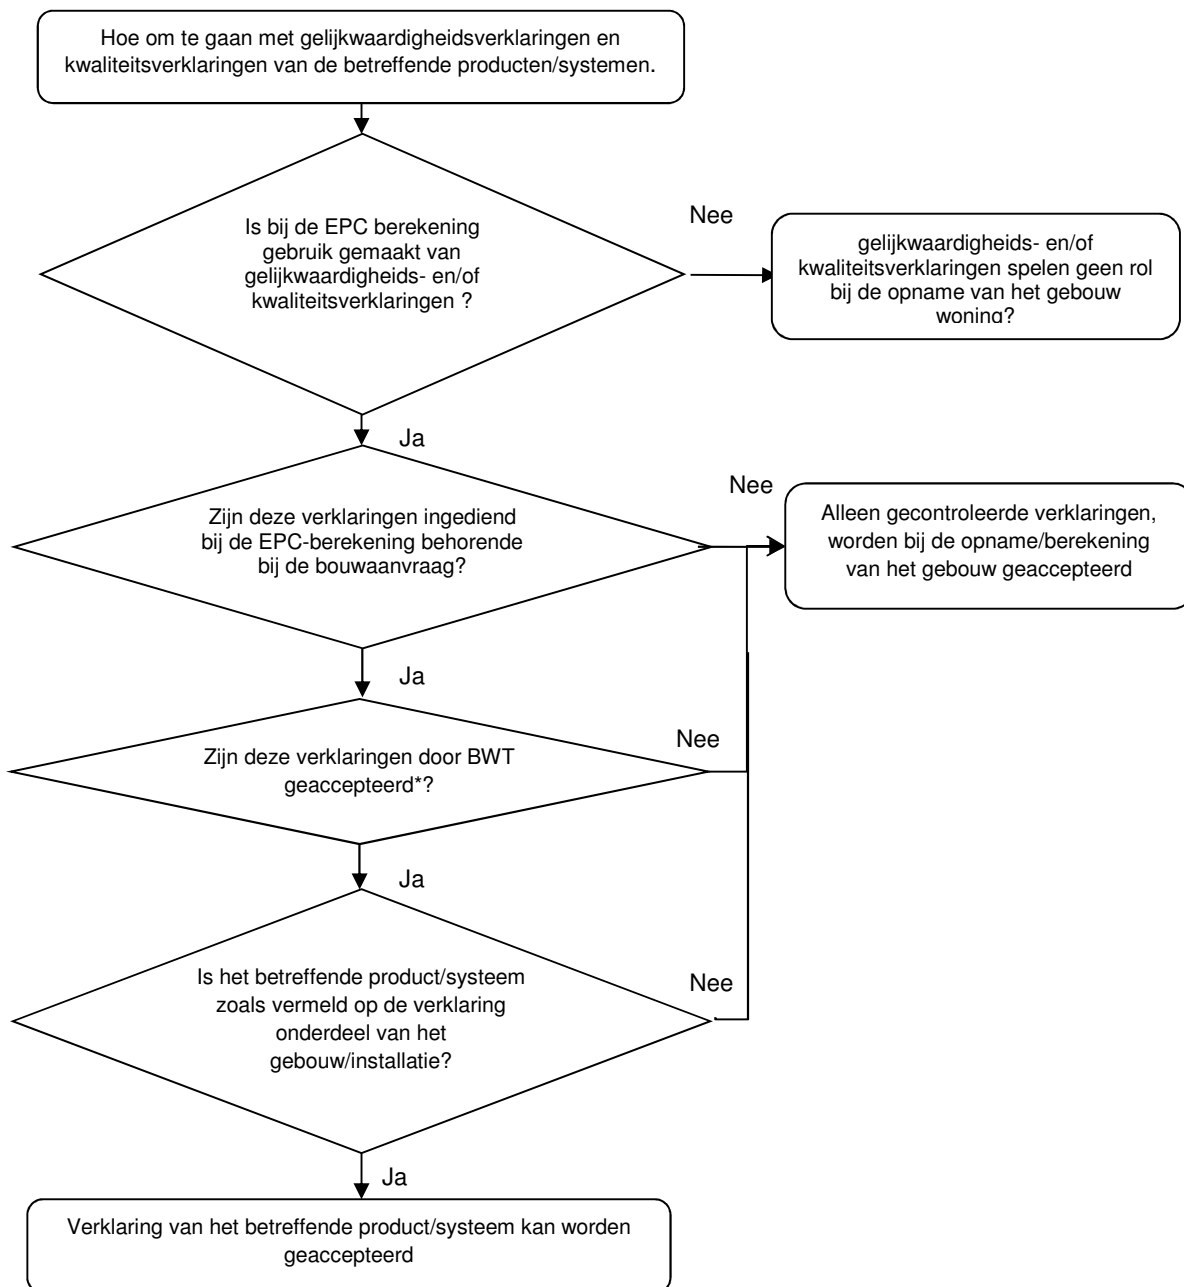 Hoe om te gaan met gelijkwaardigheidsverklaringen en
kwaliteitsverklaringen van de betreffende producten/systemen.
Is bij de EPC berekening
gebruik gemaakt van
gelijkwaardigheids- en/of
kwaliteitsverklaringen ?
Nee
gelijkwaardigheids- en/of
kwaliteitsverklaringen spelen geen rol
bij de opname van het gebouw
woning?
Ja
Zijn deze verklaringen ingediend
bij de EPC-berekening behorende
bij de bouwaanvraag?
Nee
Alleen gecontroleerde verklaringen,
worden bij de opname/berekening
van het gebouw geaccepteerd
Ja
Zijn deze verklaringen door BWT
geaccepteerd*?
Nee
Ja
Is het betreffende product/systeem
zoals vermeld op de verklaring
onderdeel van het
gebouw/installatie?
Nee
Ja
Verklaring van het betreffende product/systeem kan worden
geaccepteerd